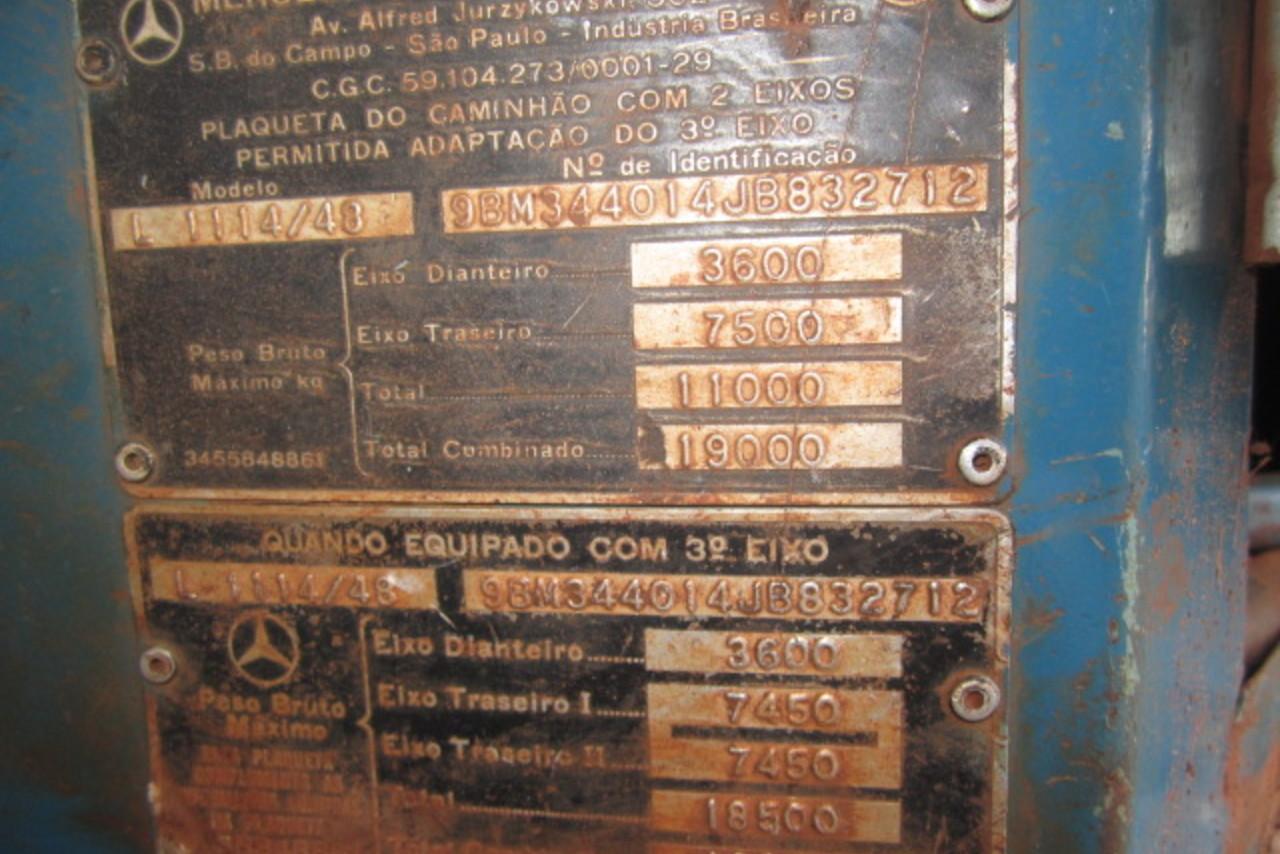 Av. Alfred Jurzykowski,
S.B. do Campo - São Paulo - Indústria Brasileira
C.G.C. 59.104.273/0001-29
PLAQUETA DO CAMINHÃO COM 2 EIXOS
PERMITIDA ADAPTAÇÃO DO 3º EIXO
Nº de Identificação
Modelo
L 1114/48 9BM344014JB832712
Eixo Dianteiro 3600
Eixo Traseiro 7500
Peso Bruto
Máximo kg
Total 11000
Total Combinado 19000
3455848861
QUANDO EQUIPADO COM 3º EIXO
L 1114/48 9BM344014JB832712
Eixo Dianteiro 3600
Eixo Traseiro I 7450
Peso Bruto
Máximo
Eixo Traseiro II 7450
18500